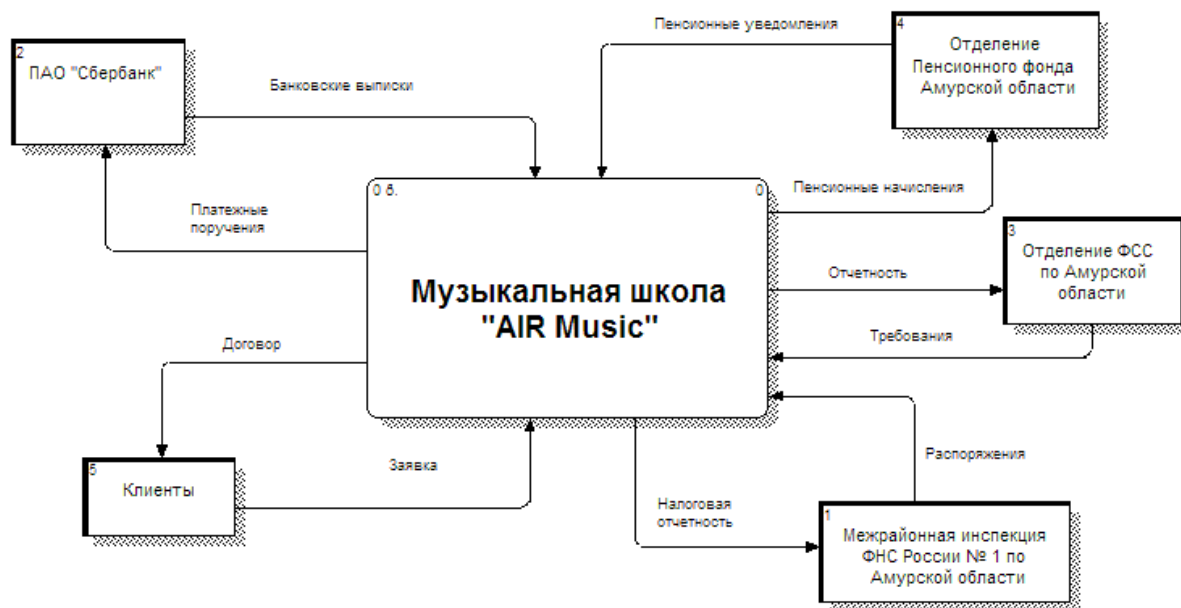 Пенсионные уведомления
4
Отделение
Пенсионного фонда
Амурской области
2
ПАО "Сбербанк"
Банковские выписки
0 б.
0
Пенсионные начисления
Платежные
поручения
3
Отделение ФСС
по Амурской
области
Отчетность
Музыкальная школа
"AIR Music"
Договор
Требования
5
Клиенты
Заявка
Распоряжения
Налоговая
отчетность
1
Межрайонная инспекция
ФНС России № 1 по
Амурской области